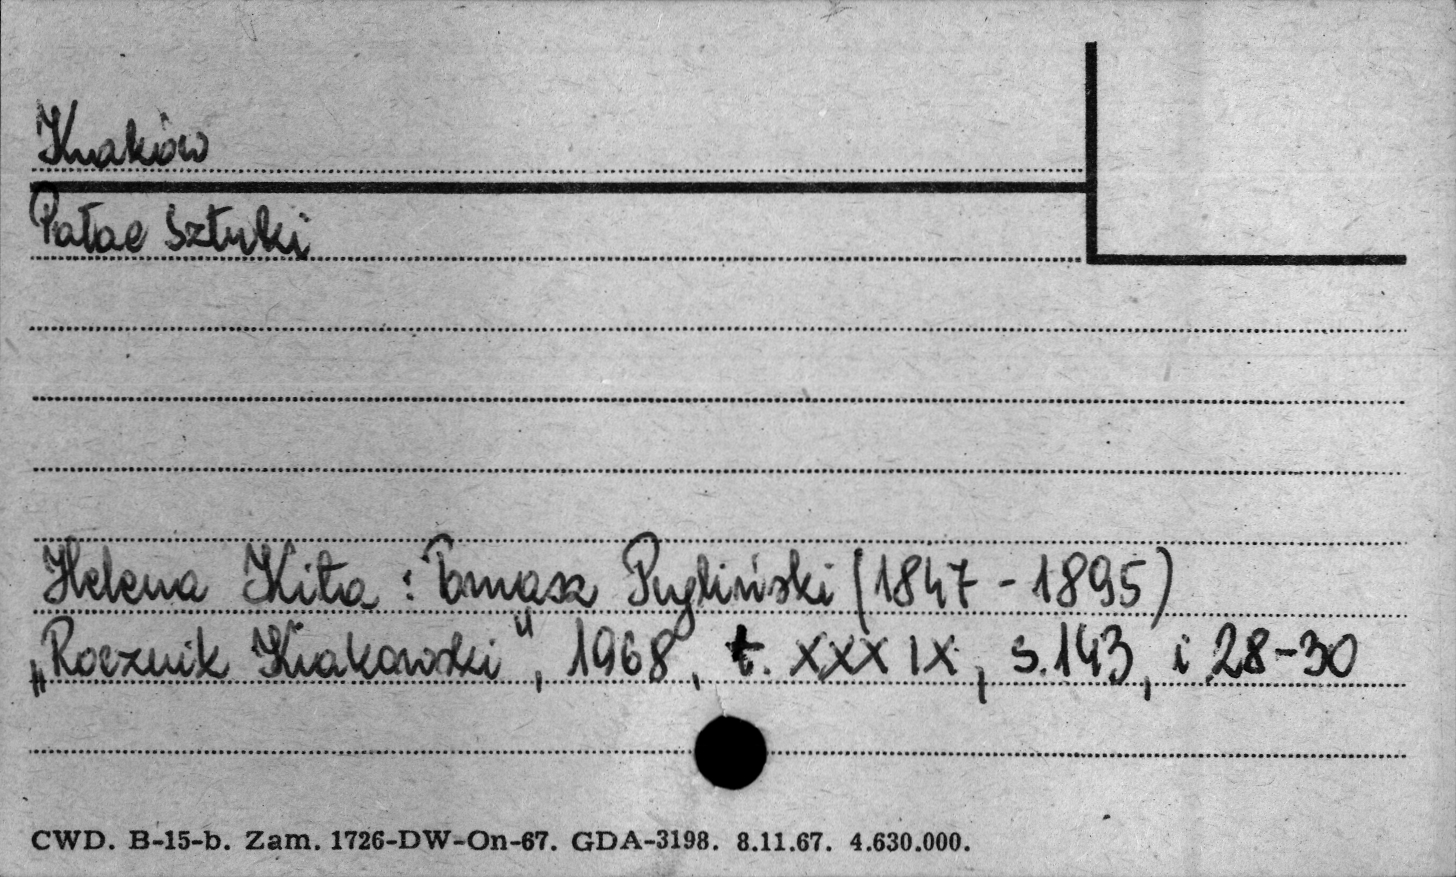 Kraków
Pałac Sztuki
Helena Kita : Tomasz Pryliński (1847 - 1895)
„Rocznik Krakowski", 1968, t. XXXIX, s. 143, i 28-30
CWD. B-15-b. Zam. 1726-DW-On-67. GDA-3198. 8.11.67. 4.630.000.